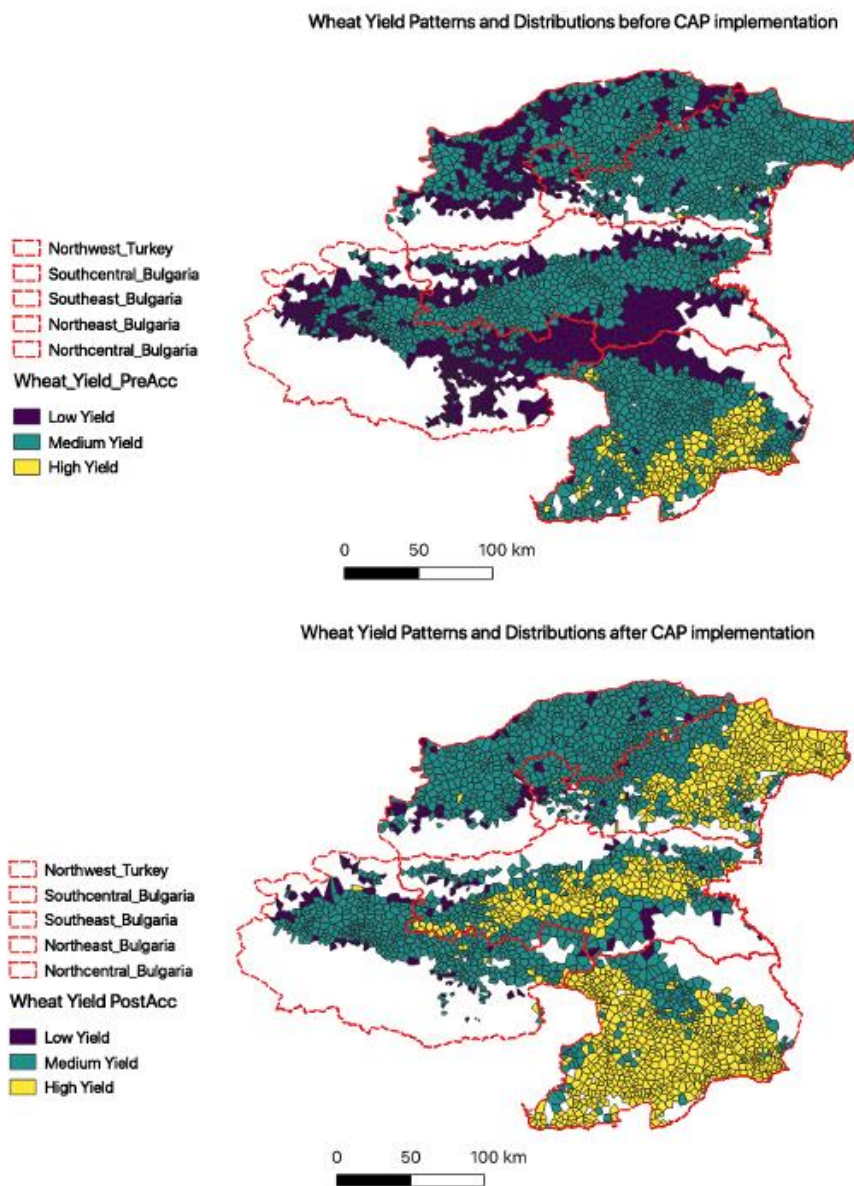 Wheat Yield Patterns and Distributions before CAP implementation
Northwest_Turkey
Southcentral_Bulgaria
Southeast_Bulgaria
Northeast_Bulgaria
Northcentral_Bulgaria
Wheat_Yield_PreAcc
Low Yield
Medium Yield
High Yield
0 50 100 km
Wheat Yield Patterns and Distributions after CAP implementation
Northwest_Turkey
Southcentral_Bulgaria
Southeast_Bulgaria
Northeast_Bulgaria
Northcentral_Bulgaria
Wheat Yield PostAcc
Low Yield
Medium Yield
High Yield
0 50 100 km